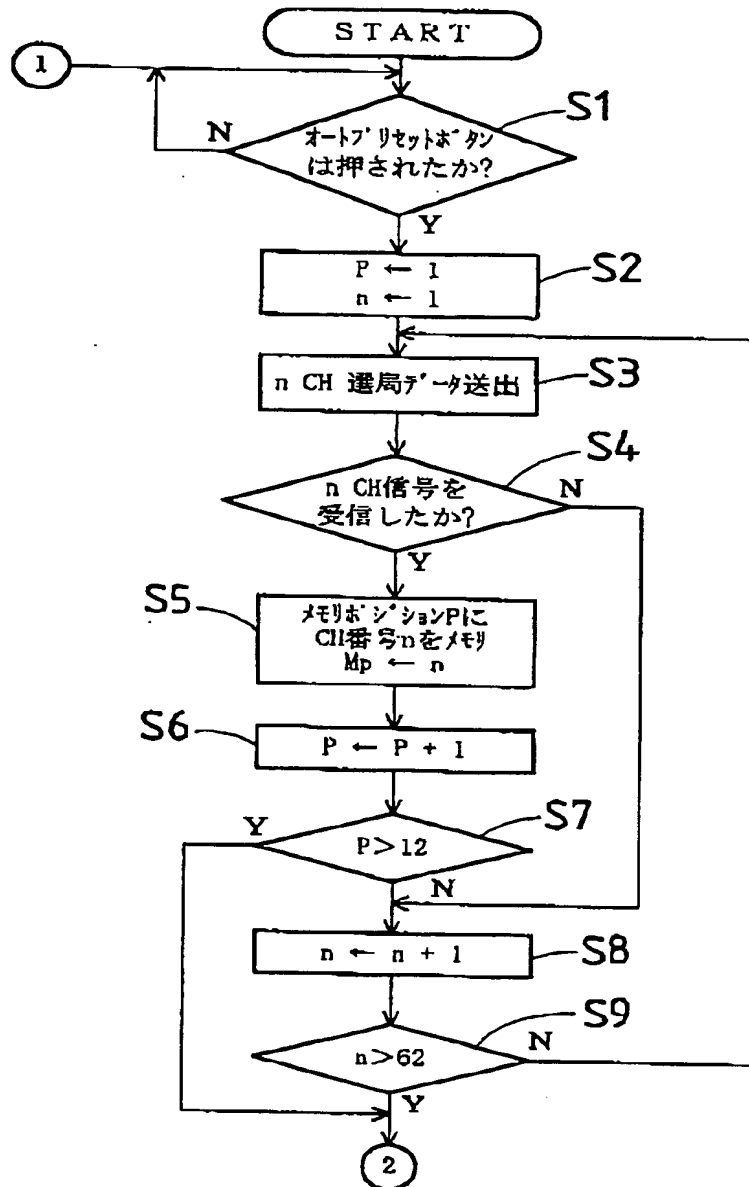 START
1
S1
N
オートプリセットボタン
は押されたか?
Y
P ← 1
n ← 1
S2
n CH 選局データ送出
S3
S4
n CH信号を
受信したか?
N
Y
S5
メモリポジションPに
CH番号nをメモリ
Mp ← n
S6
P ← P + 1
S7
Y
P>12
N
n ← n + 1
S8
S9
n>62
N
Y
2